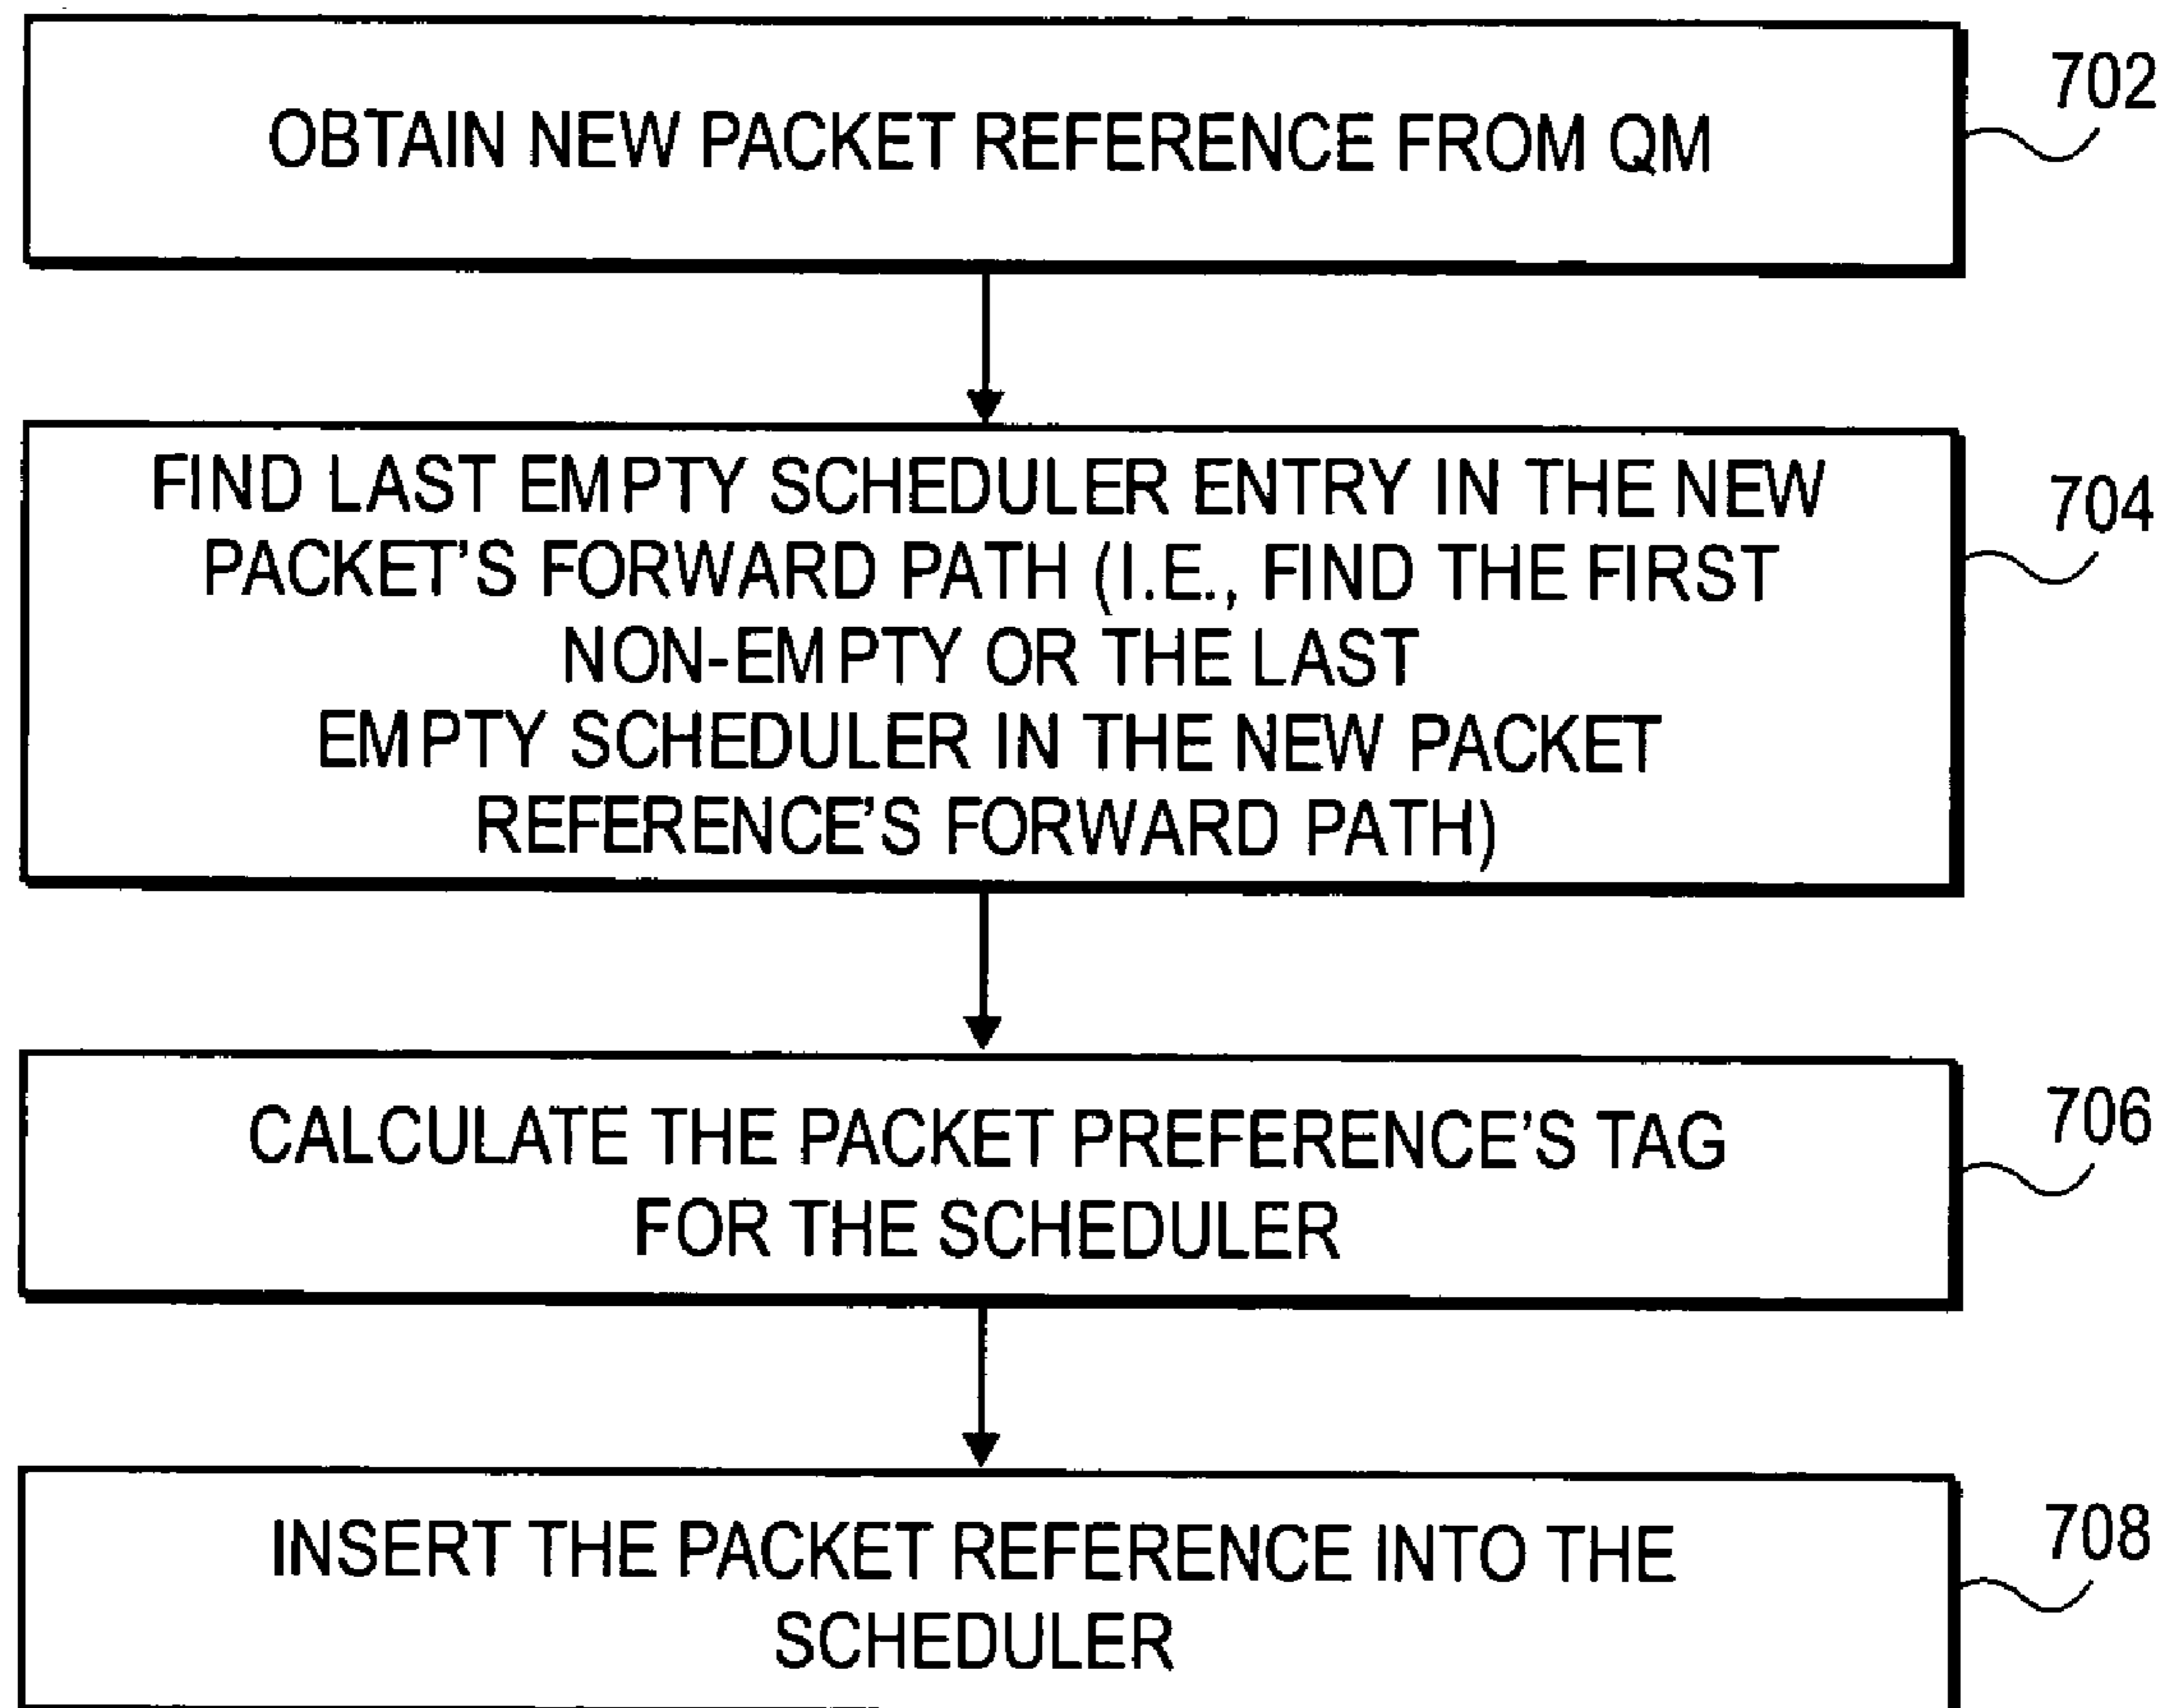 OBTAIN NEW PACKET REFERENCE FROM QM
702
FIND LAST EMPTY SCHEDULER ENTRY IN THE NEW
PACKET'S FORWARD PATH (I.E., FIND THE FIRST
NON-EMPTY OR THE LAST
EMPTY SCHEDULER IN THE NEW PACKET
REFERENCE'S FORWARD PATH)
704
CALCULATE THE PACKET PREFERENCE'S TAG
FOR THE SCHEDULER
706
INSERT THE PACKET REFERENCE INTO THE
SCHEDULER
708